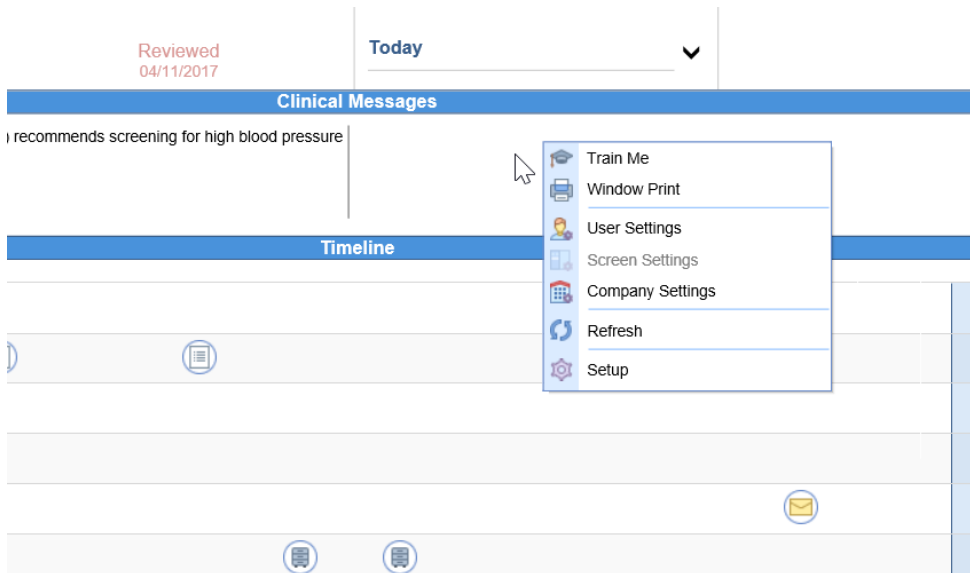 Reviewed
04/11/2017
Today
Clinical Messages
) recommends screening for high blood pressure
Train Me
Window Print
User Settings
Screen Settings
Company Settings
Refresh
Setup
Timeline